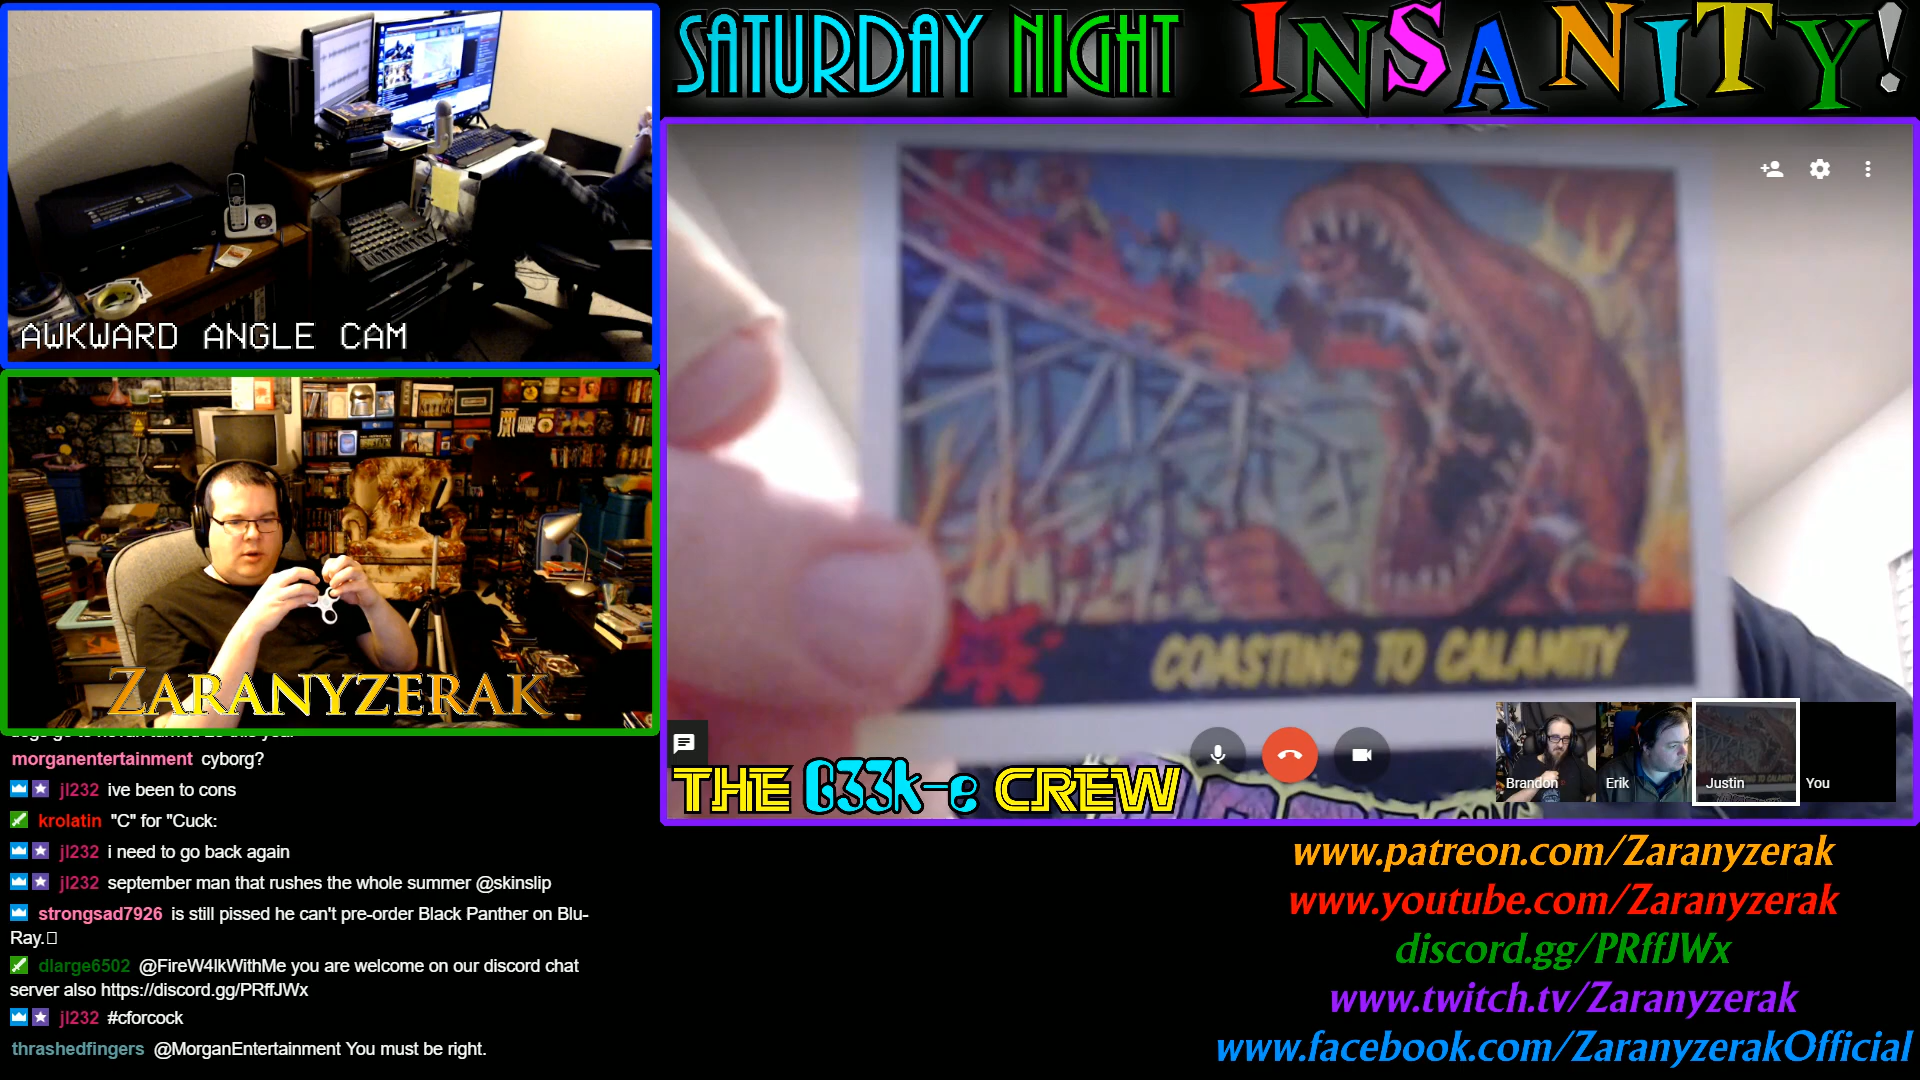 SATURDAY NIGHT INSANITY!
AWKWARD ANGLE CAM
ZARANYZERAK
COASTING TO CALAMITY
Brandon
Erik
Justin
You
THE G33k-e CREW
morganentertainment cyborg?
jl232 ive been to cons
krolatin "C" for "Cuck:
jl232 i need to go back again
jl232 september man that rushes the whole summer @skinslip
strongsad7926 is still pissed he can't pre-order Black Panther on Blu-
Ray.
dlarge6502 @FireW4lkWithMe you are welcome on our discord chat
server also https://discord.gg/PRffJWx
jl232 #cforcock
thrashedfingers @MorganEntertainment You must be right.
www.patreon.com/Zaranyzerak
www.youtube.com/Zaranyzerak
discord.gg/PRffJWx
www.twitch.tv/Zaranyzerak
www.facebook.com/ZaranyzerakOfficial